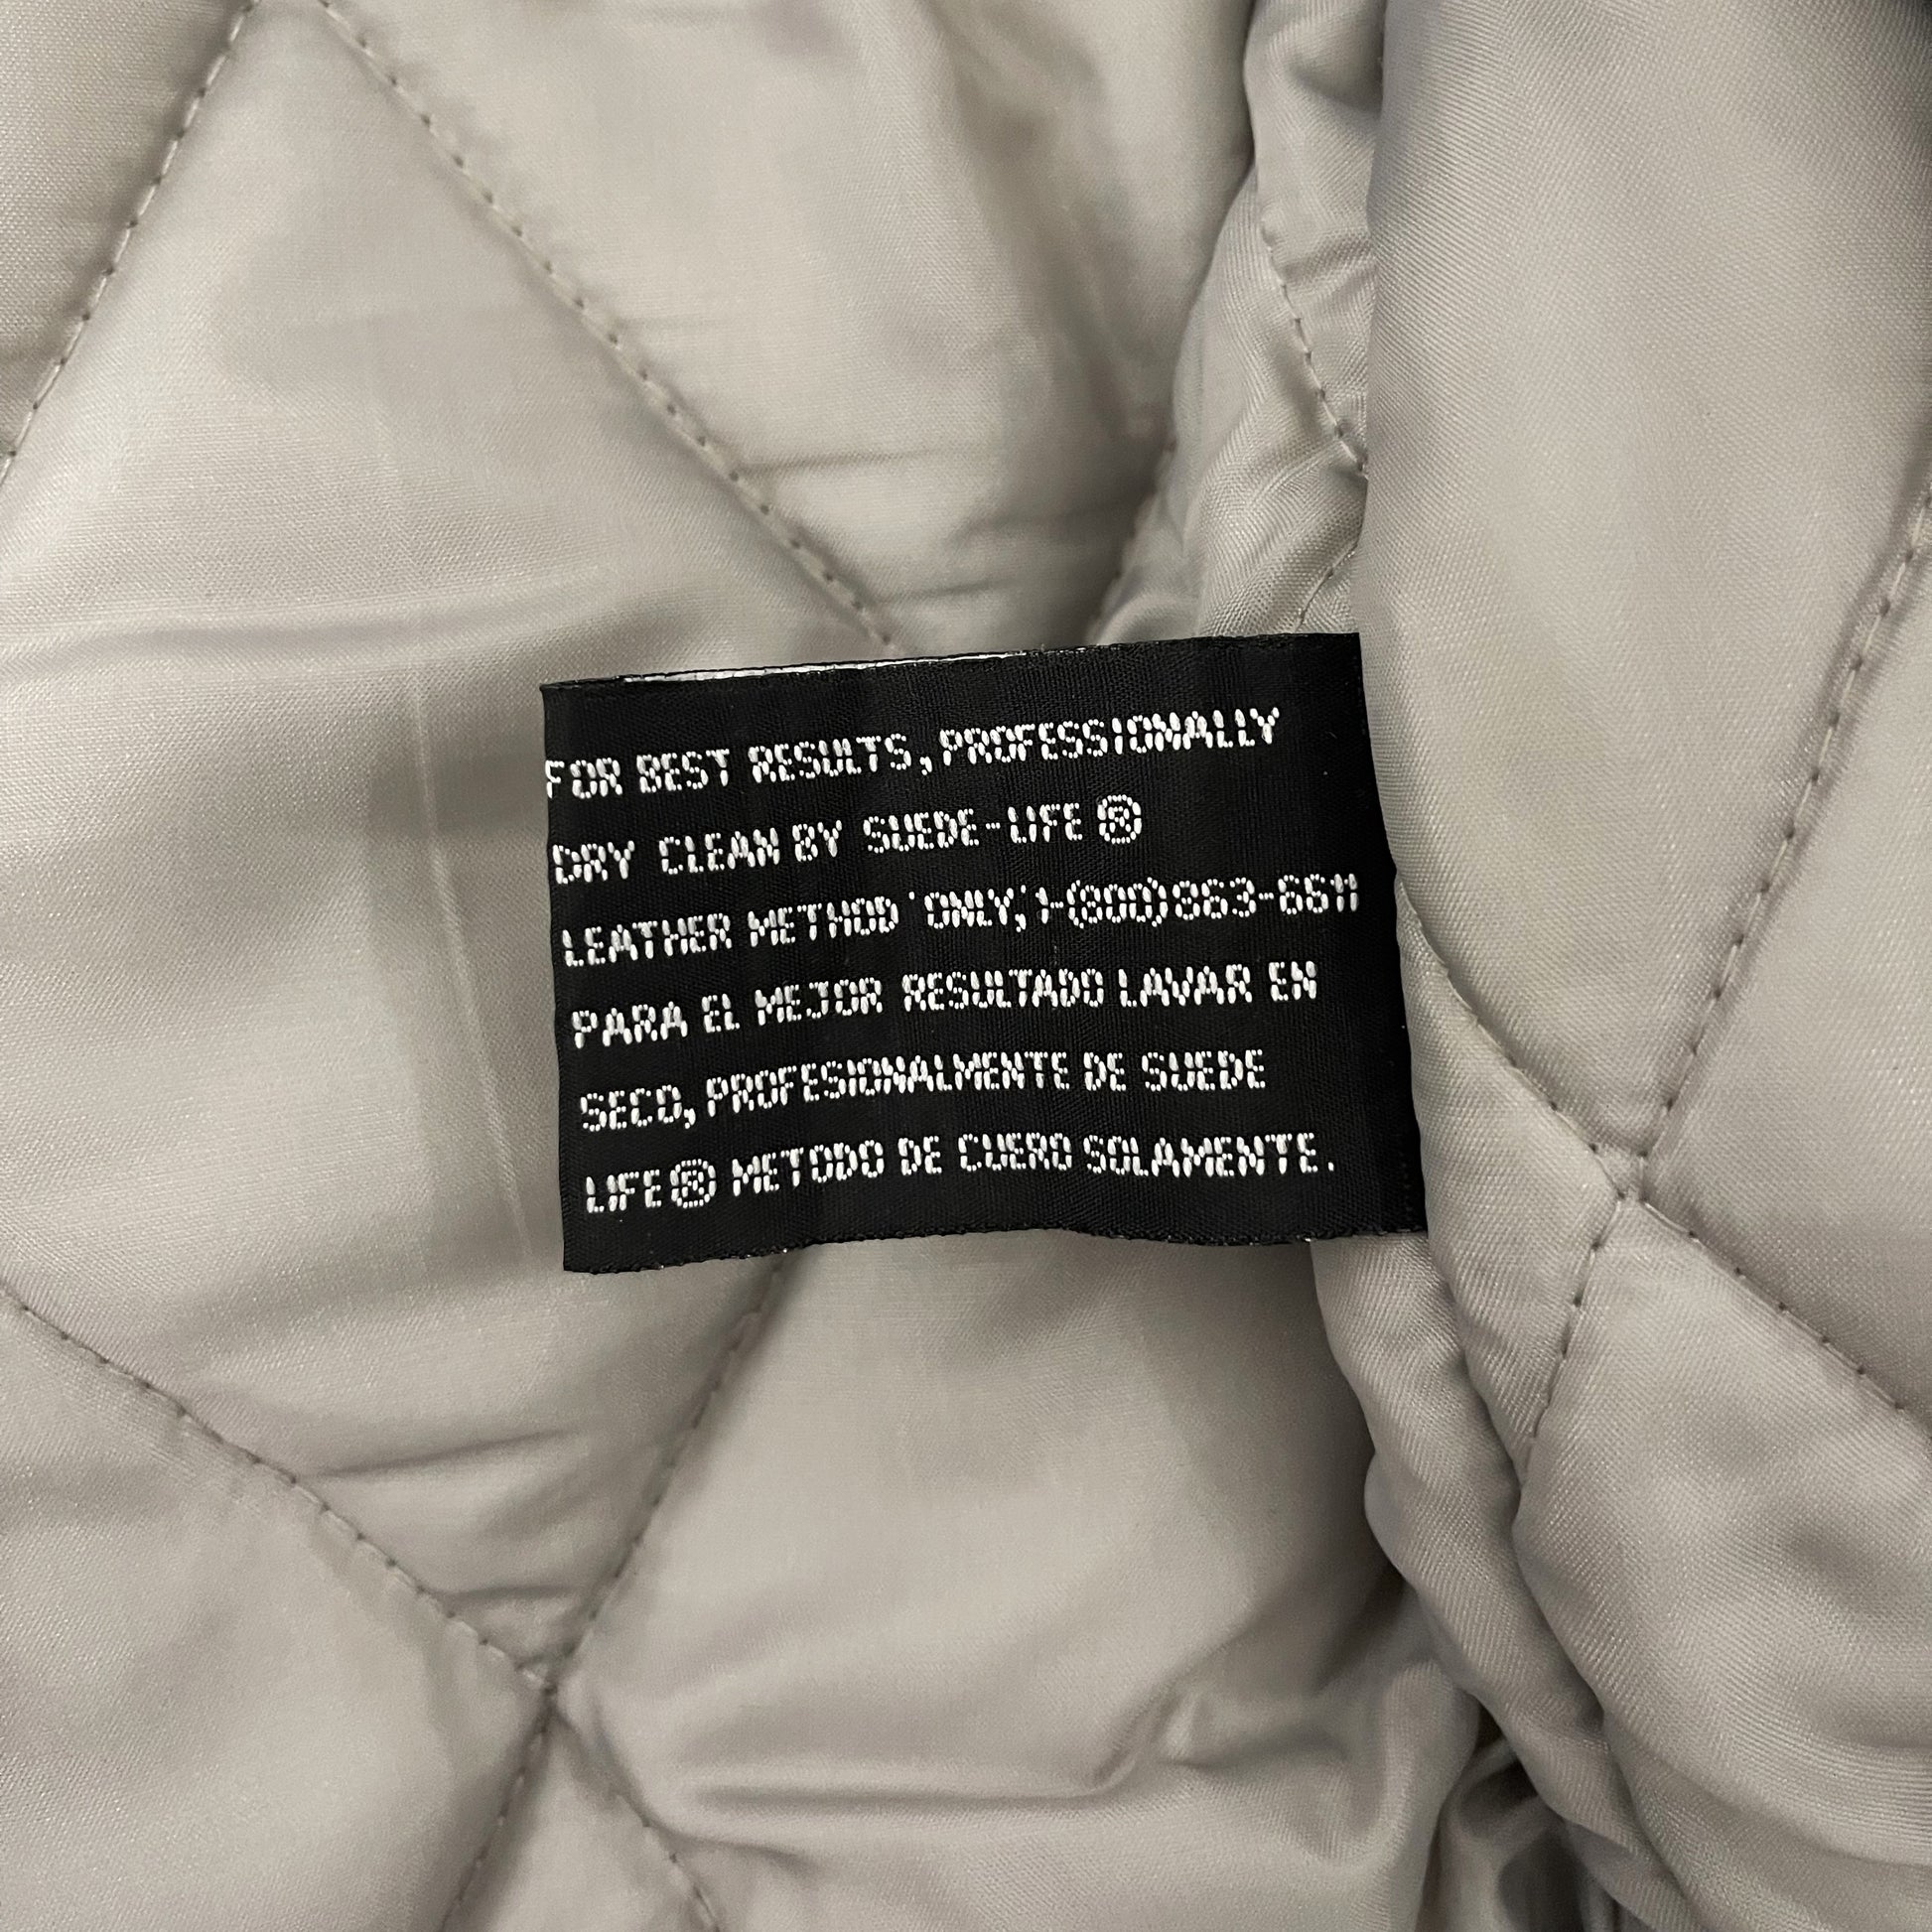 FOR BEST RESULTS, PROFESSIONALLY
DRY CLEAN BY SUEDE-LIFE ®
LEATHER METHOD 'ONLY,' 1-(800)863-6611
PARA EL MEJOR RESULTADO LAVAR EN
SECO, PROFESIONALMENTE DE SUEDE
LIFE ® METODO DE CUERO SOLAMENTE.